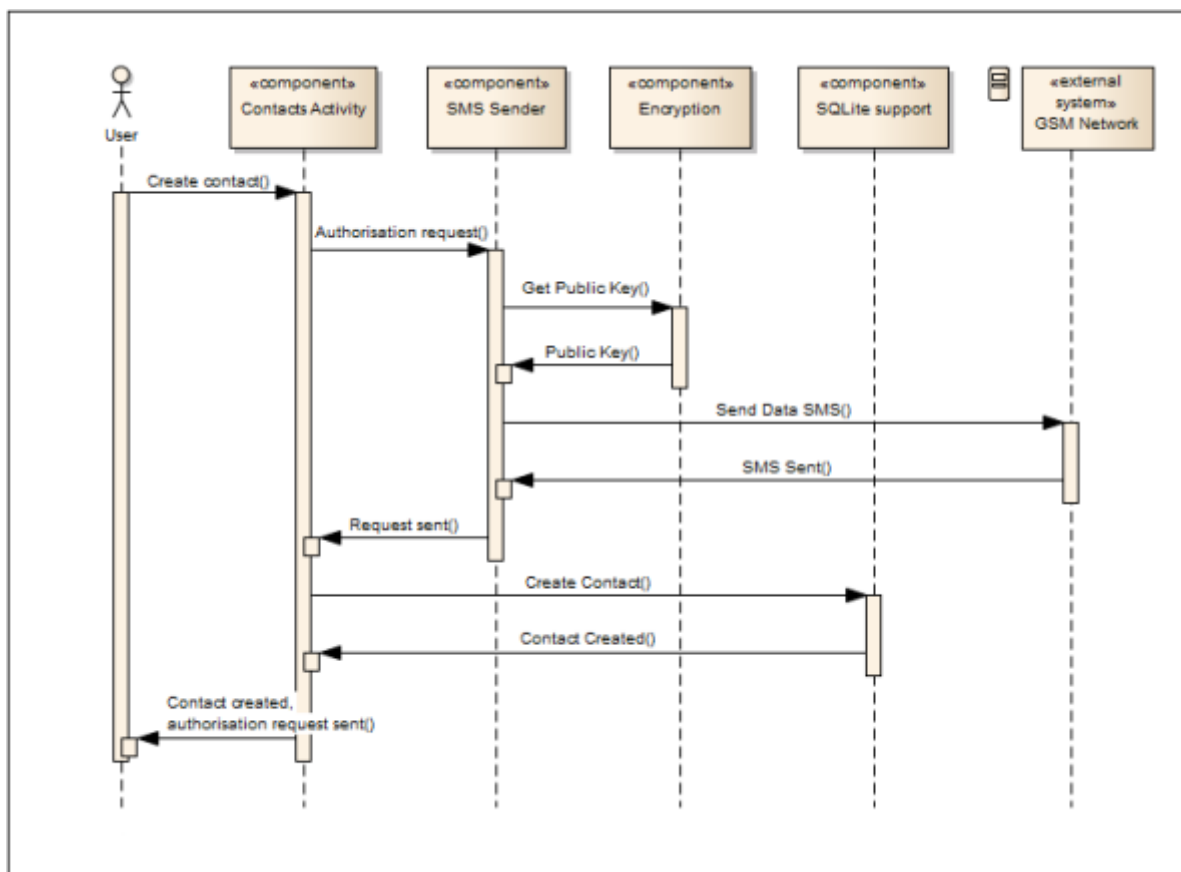 «component»
Contacts Activity
«component»
SMS Sender
«component»
Encryption
«component»
SQLite support
«external
system»
GSM Network
User
Create contact()
Authorisation request()
Get Public Key()
Public Key()
Send Data SMS()
SMS Sent()
Request sent()
Create Contact()
Contact Created()
Contact created,
authorisation request sent()